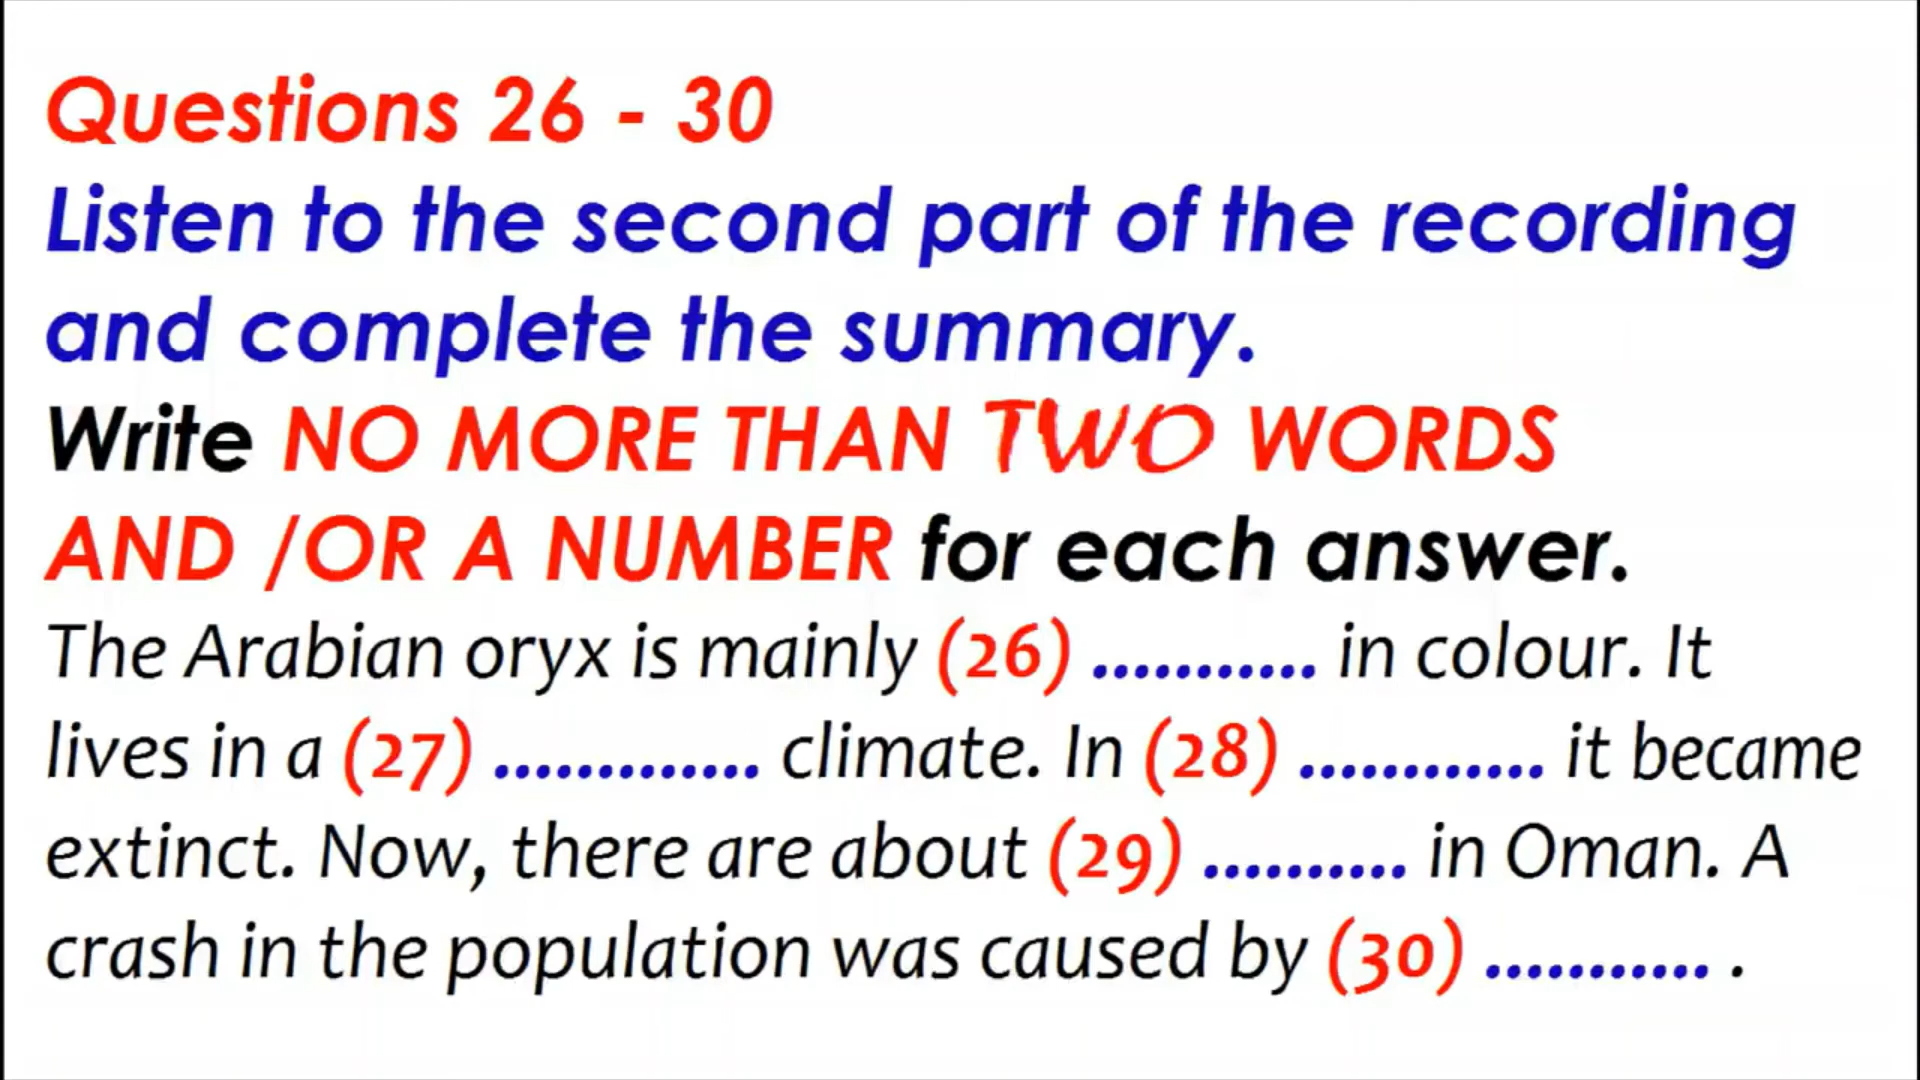 Questions 26 - 30
Listen to the second part of the recording
and complete the summary.
Write NO MORE THAN TWO WORDS
AND /OR A NUMBER for each answer.
The Arabian oryx is mainly (26) ........... in colour. It
lives in a (27) ............. climate. In (28) ............ it became
extinct. Now, there are about (29) .......... in Oman. A
crash in the population was caused by (30) ........... .